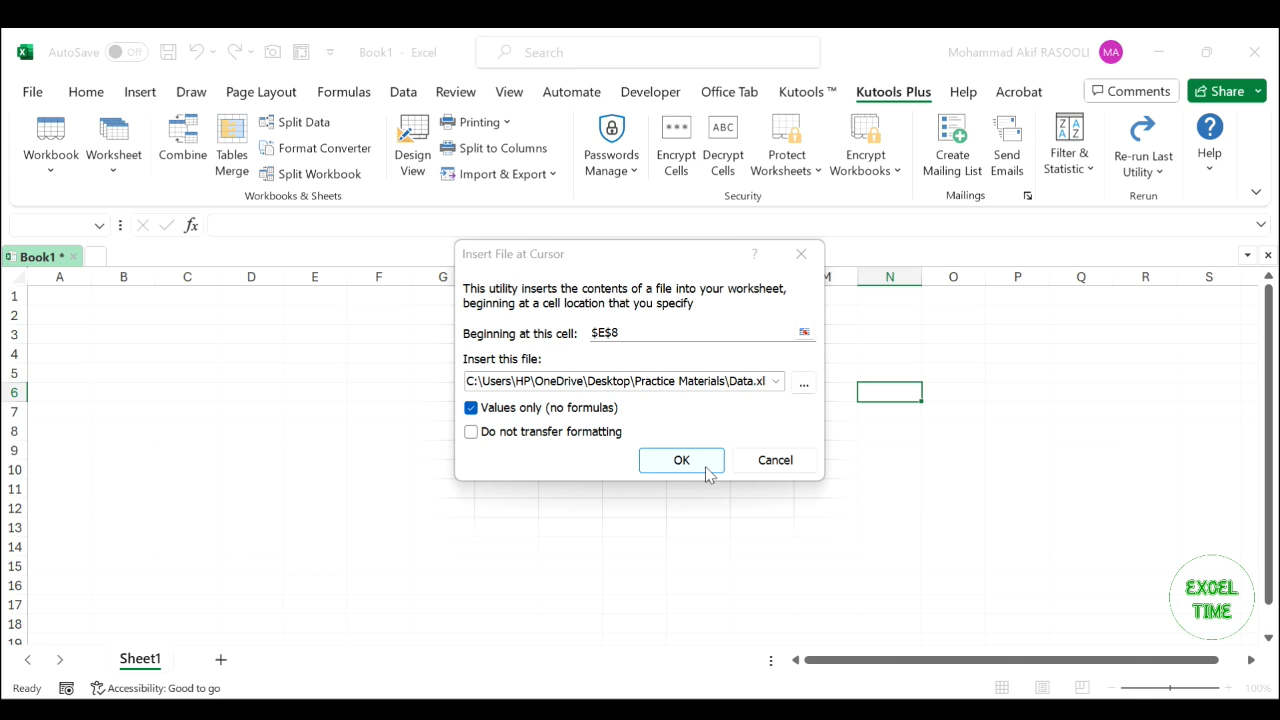 AutoSave Off Book1 - Excel Search Mohammad Akif RASOOLI MA
File Home Insert Draw Page Layout Formulas Data Review View Automate Developer Office Tab Kutools™ Kutools Plus Help Acrobat Comments Share
Workbook
Worksheet
Combine
Tables
Merge
Split Data
Format Converter
Split Workbook
Workbooks & Sheets
Design
View
Printing
Split to Columns
Import & Export
Passwords
Manage
***
Encrypt
Cells
ABC
Decrypt
Cells
Protect
Worksheets
Encrypt
Workbooks
Security
Create
Mailing List
Send
Emails
Mailings
Filter &
Statistic
Re-run Last
Utility
Rerun
Help
fx
Book1 *
A B C D E F G M N O P Q R S
1
2
3
4
5
6
7
8
9
10
11
12
13
14
15
16
17
18
19
Insert File at Cursor ?
This utility inserts the contents of a file into your worksheet,
beginning at a cell location that you specify
Beginning at this cell: $E$8
Insert this file:
C:\Users\HP\OneDrive\Desktop\Practice Materials\Data.xl
...
Values only (no formulas)
Do not transfer formatting
OK Cancel
EXCEL
TIME
Sheet1
Ready Accessibility: Good to go 100%